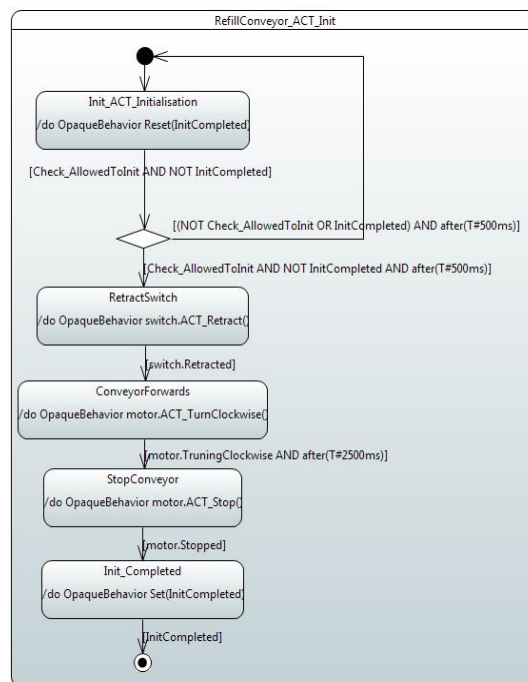 RefillConveyor_ACT_Init
Init_ACT_Initialisation
/do OpaqueBehavior Reset(InitCompleted)
[Check_AllowedToInit AND NOT InitCompleted]
[(NOT Check_AllowedToInit OR InitCompleted) AND after(T#500ms)]
[Check_AllowedToInit AND NOT InitCompleted AND after(T#500ms)]
RetractSwitch
/do OpaqueBehavior switch.ACT_Retract()
[switch.Retracted]
ConveyorForwards
/do OpaqueBehavior motor.ACT_TurnClockwise()
[motor.TruningClockwise AND after(T#2500ms)]
StopConveyor
/do OpaqueBehavior motor.ACT_Stop()
[motor.Stopped]
Init_Completed
/do OpaqueBehavior Set(InitCompleted)
[InitCompleted]